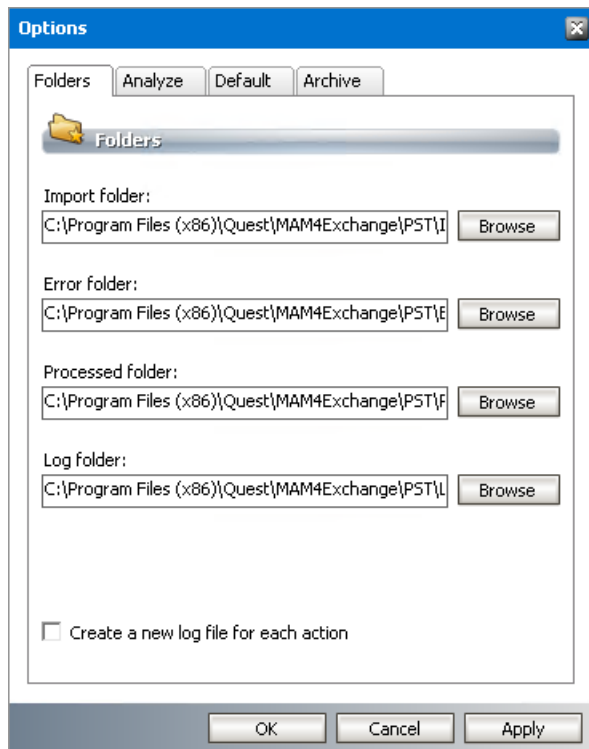 Options
Folders Analyze Default Archive
Folders
Import folder:
C:\Program Files (x86)\Quest\MAM4Exchange\PST\I Browse
Error folder:
C:\Program Files (x86)\Quest\MAM4Exchange\PST\E Browse
Processed folder:
C:\Program Files (x86)\Quest\MAM4Exchange\PST\P Browse
Log folder:
C:\Program Files (x86)\Quest\MAM4Exchange\PST\L Browse
Create a new log file for each action
OK Cancel Apply